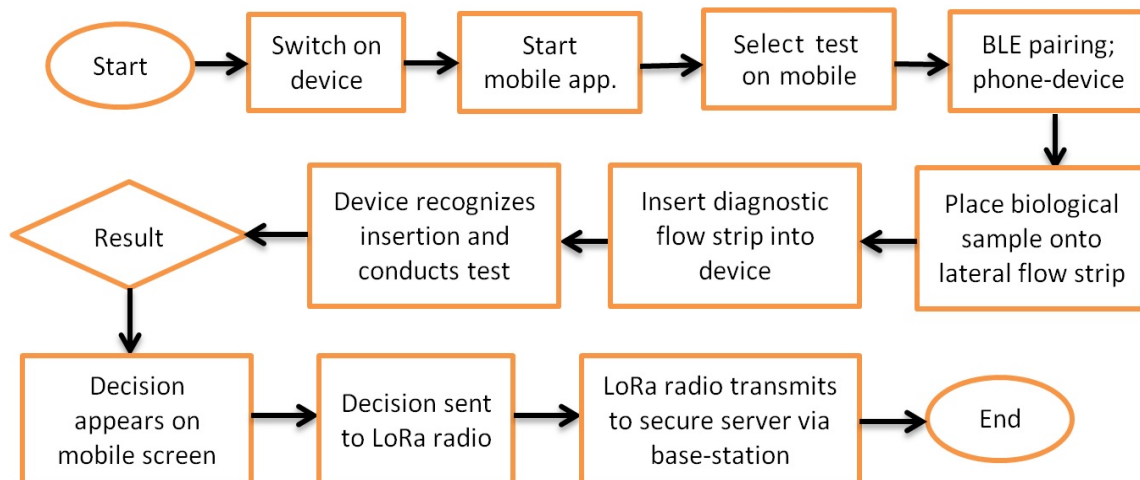 Start
Switch on
device
Start
mobile app.
Select test
on mobile
BLE pairing;
phone-device
Place biological
sample onto
lateral flow strip
Insert diagnostic
flow strip into
device
Device recognizes
insertion and
conducts test
Result
Decision
appears on
mobile screen
Decision sent
to LoRa radio
LoRa radio transmits
to secure server via
base-station
End